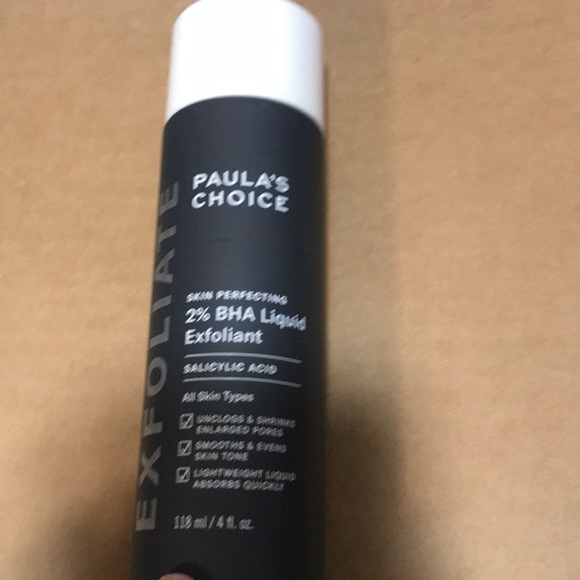 PAULA'S
CHOICE
EXFOLIATE
SKIN PERFECTING
2% BHA Liquid
Exfoliant
SALICYLIC ACID
All Skin Types
UNCLOGS & SHRINKS
ENLARGED PORES
SMOOTHS & EVENS
SKIN TONE
LIGHTWEIGHT LIQUID
ABSORBS QUICKLY
118 ml / 4 fl. oz.